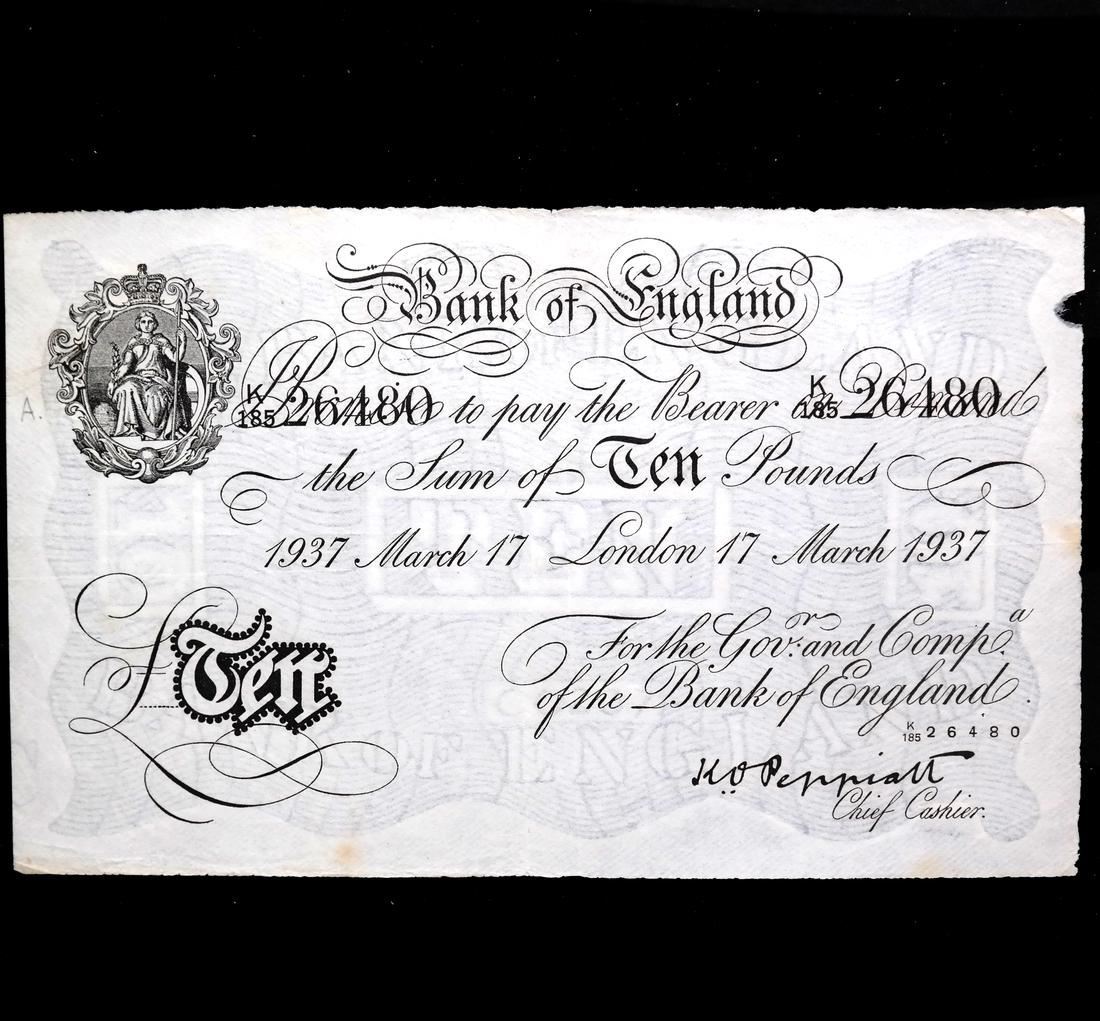 Bank of England
A.
K
185 26480 to pay the Bearer on Demand K
185 26480
the Sum of Ten Pounds
1937 March 17 London 17 March 1937
£Ten
For the Govr. and Compa.
of the Bank of England.
K
185 26480
K.O. Peppiatt
Chief Cashier.